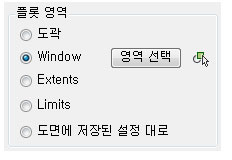 플롯 영역
도곽
Window 영역 선택
Extents
Limits
도면에 저장된 설정 대로